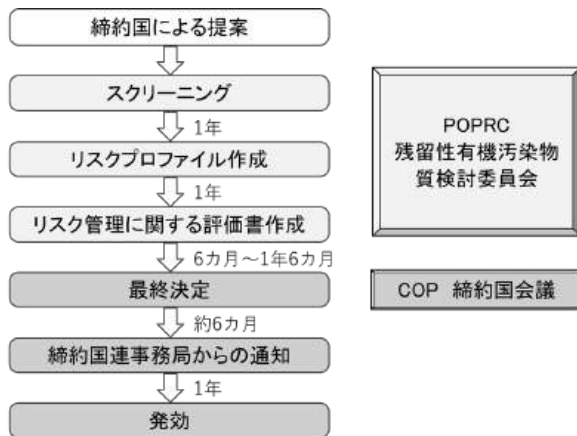 締約国による提案
スクリーニング
1年
リスクプロファイル作成
1年
リスク管理に関する評価書作成
6カ月～1年6カ月
最終決定
約6カ月
締約国連事務局からの通知
1年
発効
POPRC
残留性有機汚染物
質検討委員会
COP 締約国会議